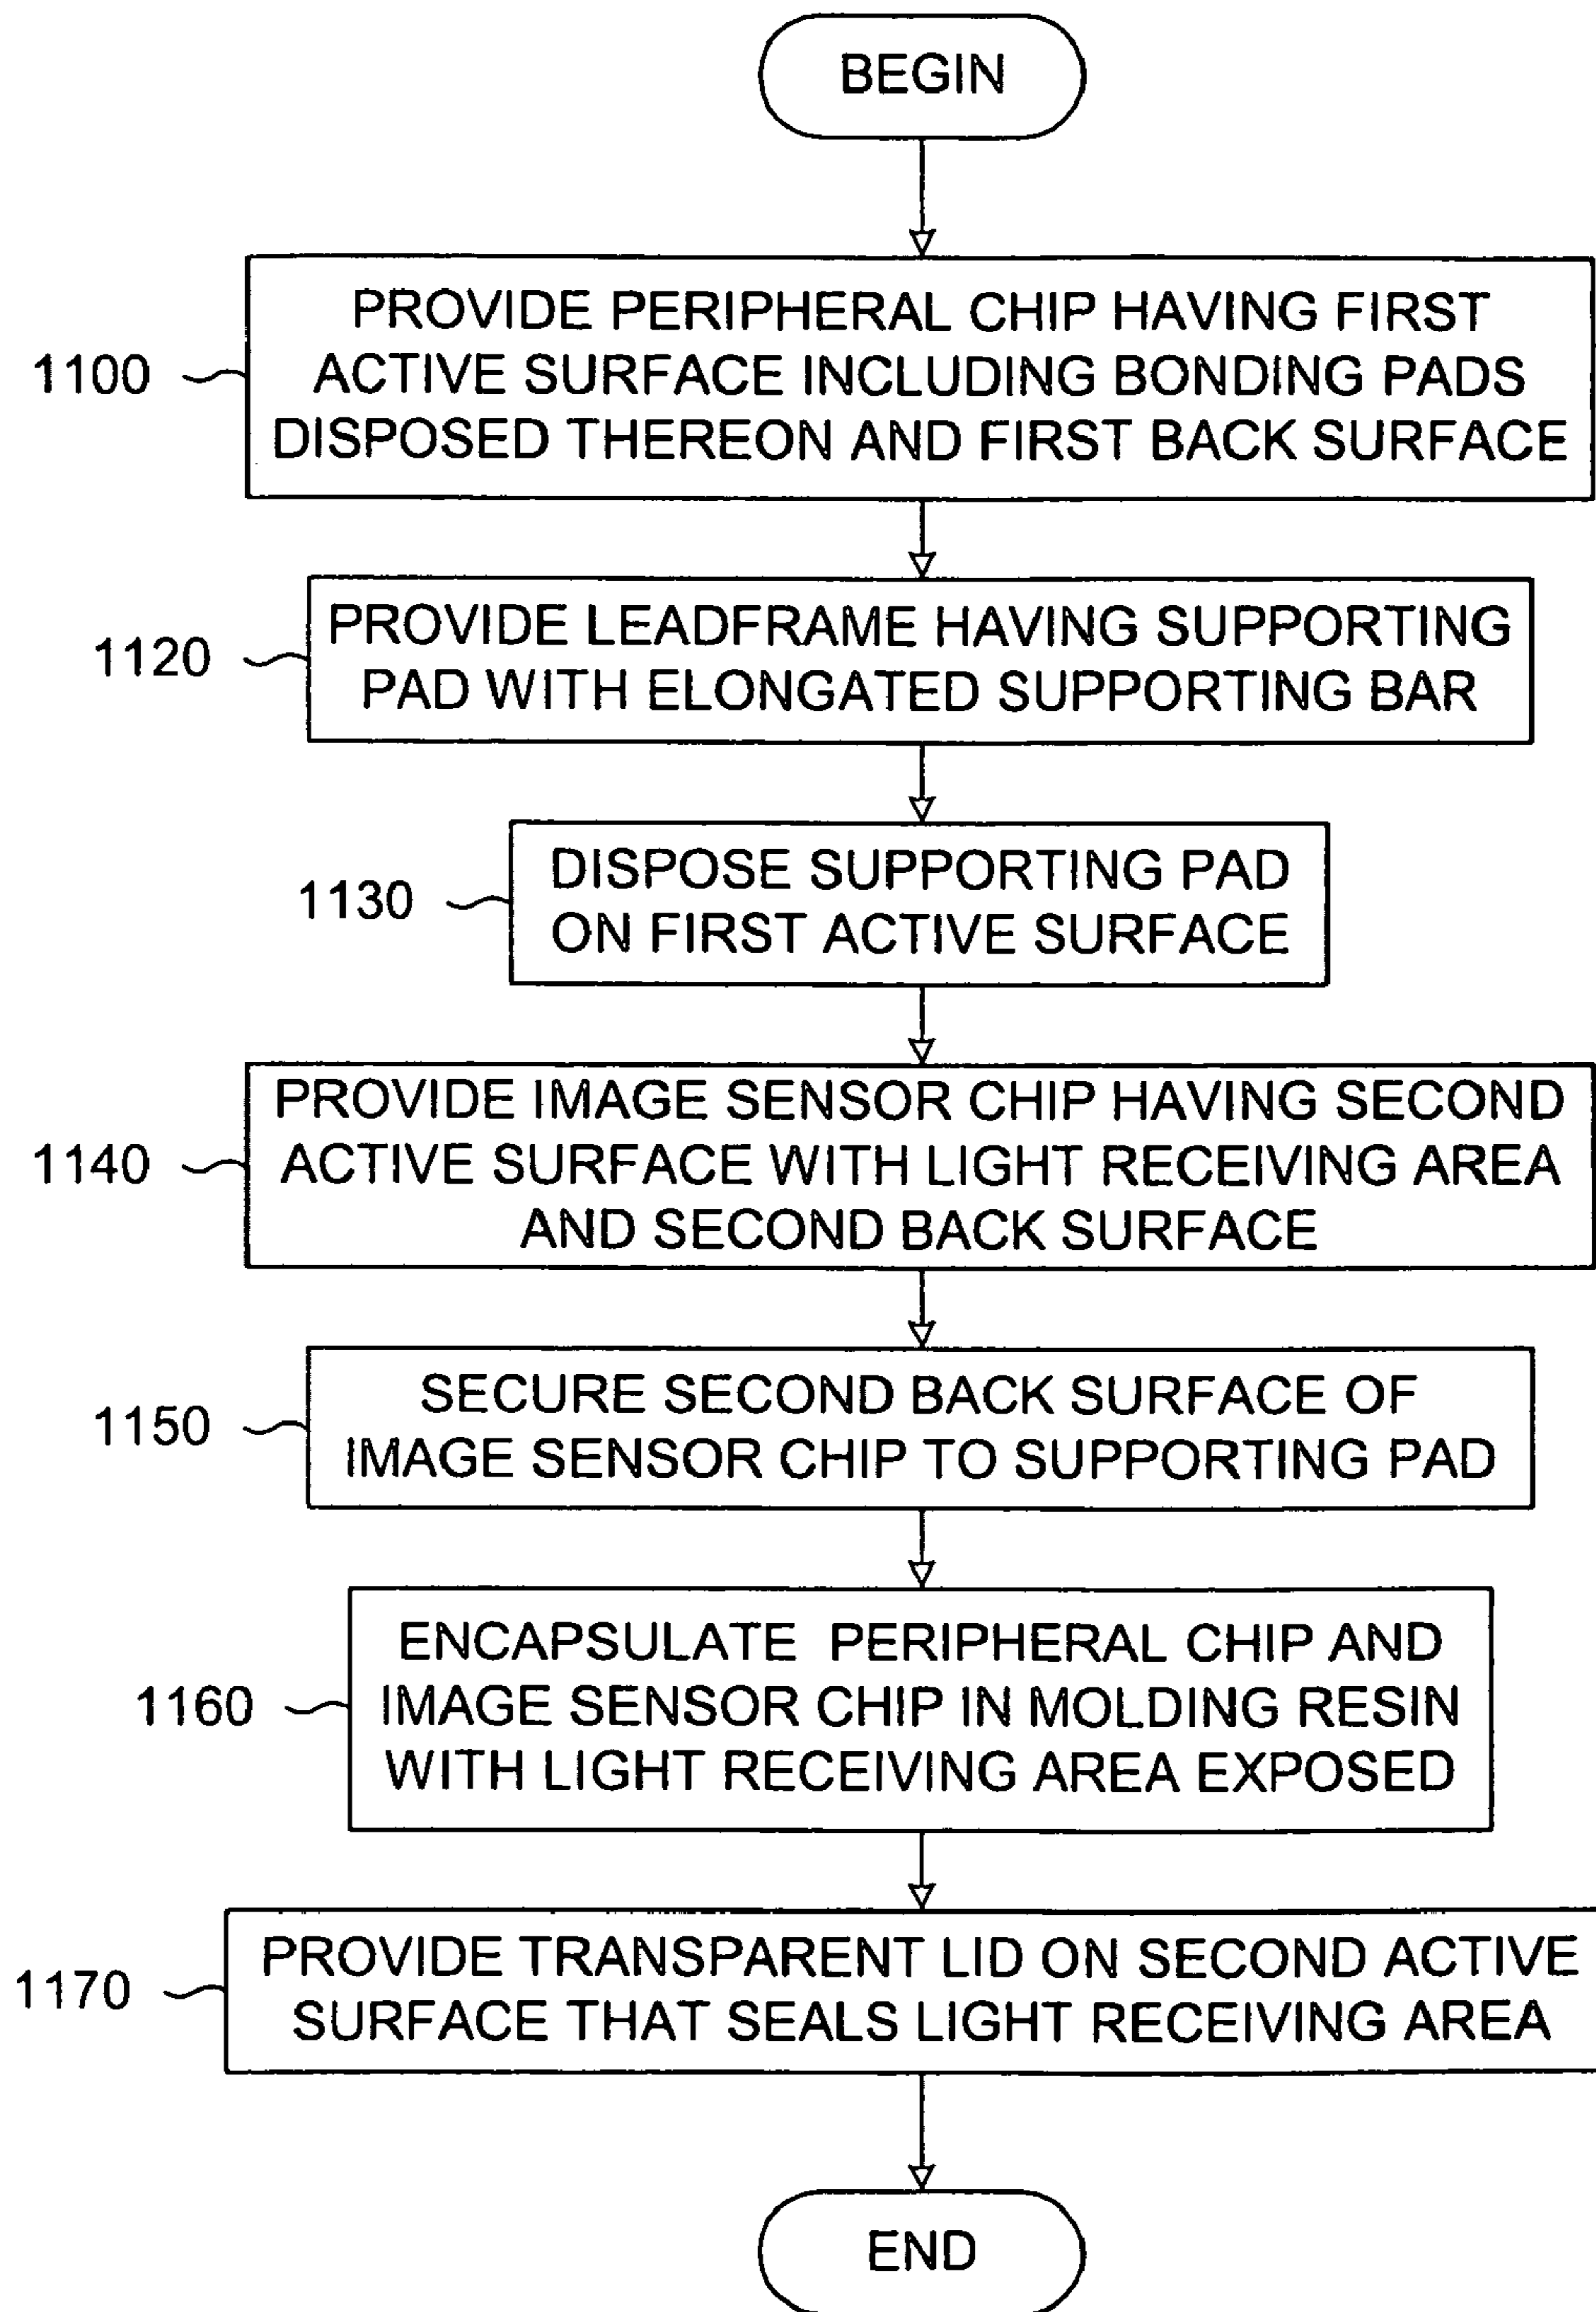 BEGIN
PROVIDE PERIPHERAL CHIP HAVING FIRST
1100
ACTIVE SURFACE INCLUDING BONDING PADS
DISPOSED THEREON AND FIRST BACK SURFACE
PROVIDE LEADFRAME HAVING SUPPORTING
1120
PAD WITH ELONGATED SUPPORTING BAR
DISPOSE SUPPORTING PAD
1130
ON FIRST ACTIVE SURFACE
PROVIDE IMAGE SENSOR CHIP HAVING SECOND
1140
ACTIVE SURFACE WITH LIGHT RECEIVING AREA
AND SECOND BACK SURFACE
SECURE SECOND BACK SURFACE OF
1150
IMAGE SENSOR CHIP TO SUPPORTING PAD
ENCAPSULATE PERIPHERAL CHIP AND
1160
IMAGE SENSOR CHIP IN MOLDING RESIN
WITH LIGHT RECEIVING AREA EXPOSED
PROVIDE TRANSPARENT LID ON SECOND ACTIVE
1170
SURFACE THAT SEALS LIGHT RECEIVING AREA
END